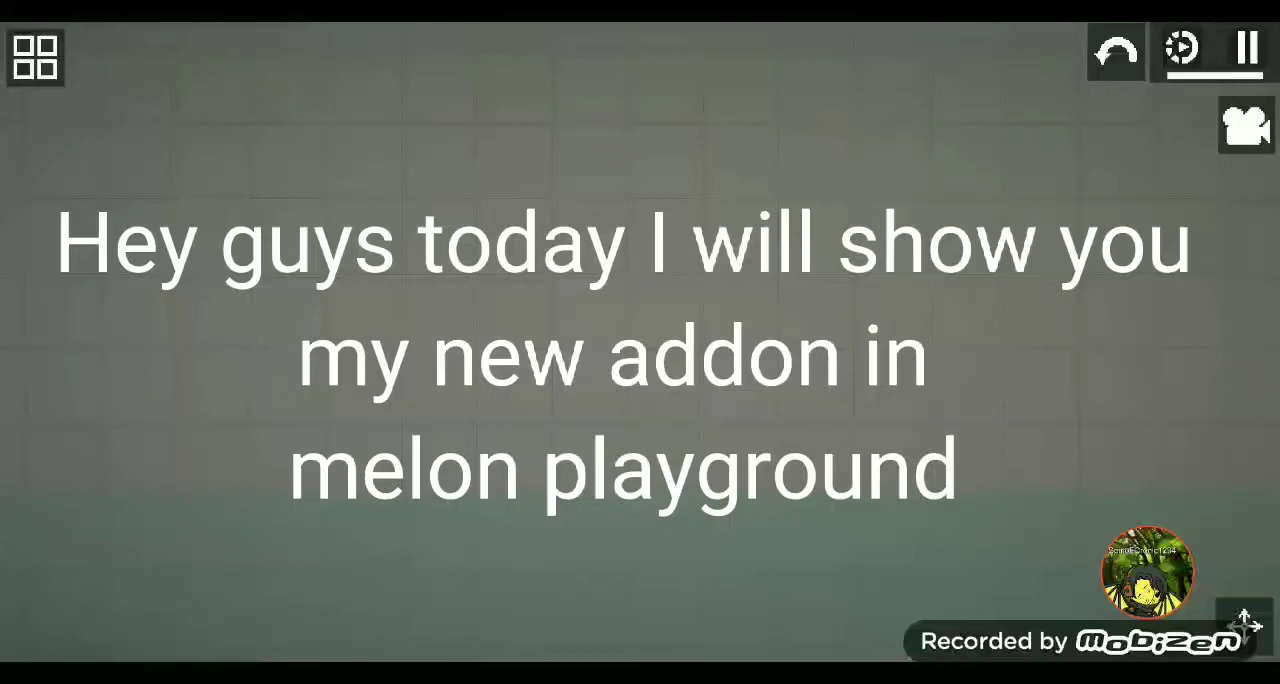 Hey guys today I will show you
my new addon in
melon playground
Recorded by Mobizen